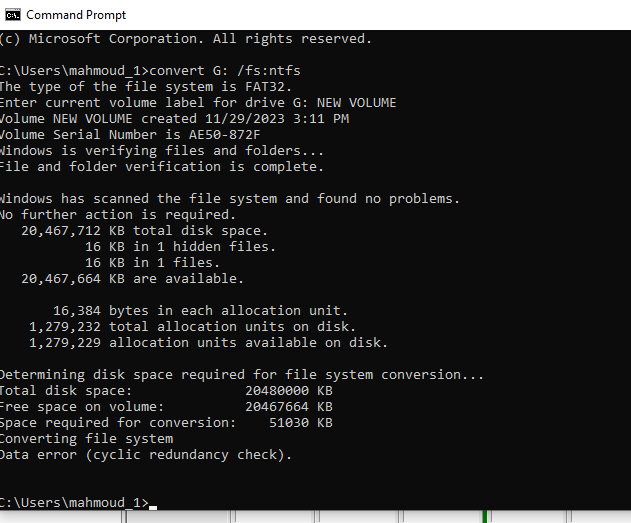 Command Prompt
(c) Microsoft Corporation. All rights reserved.
C:\Users\mahmoud_1>convert G: /fs:ntfs
The type of the file system is FAT32.
Enter current volume label for drive G: NEW VOLUME
Volume NEW VOLUME created 11/29/2023 3:11 PM
Volume Serial Number is AE50-872F
Windows is verifying files and folders...
File and folder verification is complete.
Windows has scanned the file system and found no problems.
No further action is required.
20,467,712 KB total disk space.
16 KB in 1 hidden files.
16 KB in 1 files.
20,467,664 KB are available.
16,384 bytes in each allocation unit.
1,279,232 total allocation units on disk.
1,279,229 allocation units available on disk.
Determining disk space required for file system conversion...
Total disk space: 20480000 KB
Free space on volume: 20467664 KB
Space required for conversion: 51030 KB
Converting file system
Data error (cyclic redundancy check).
C:\Users\mahmoud_1>